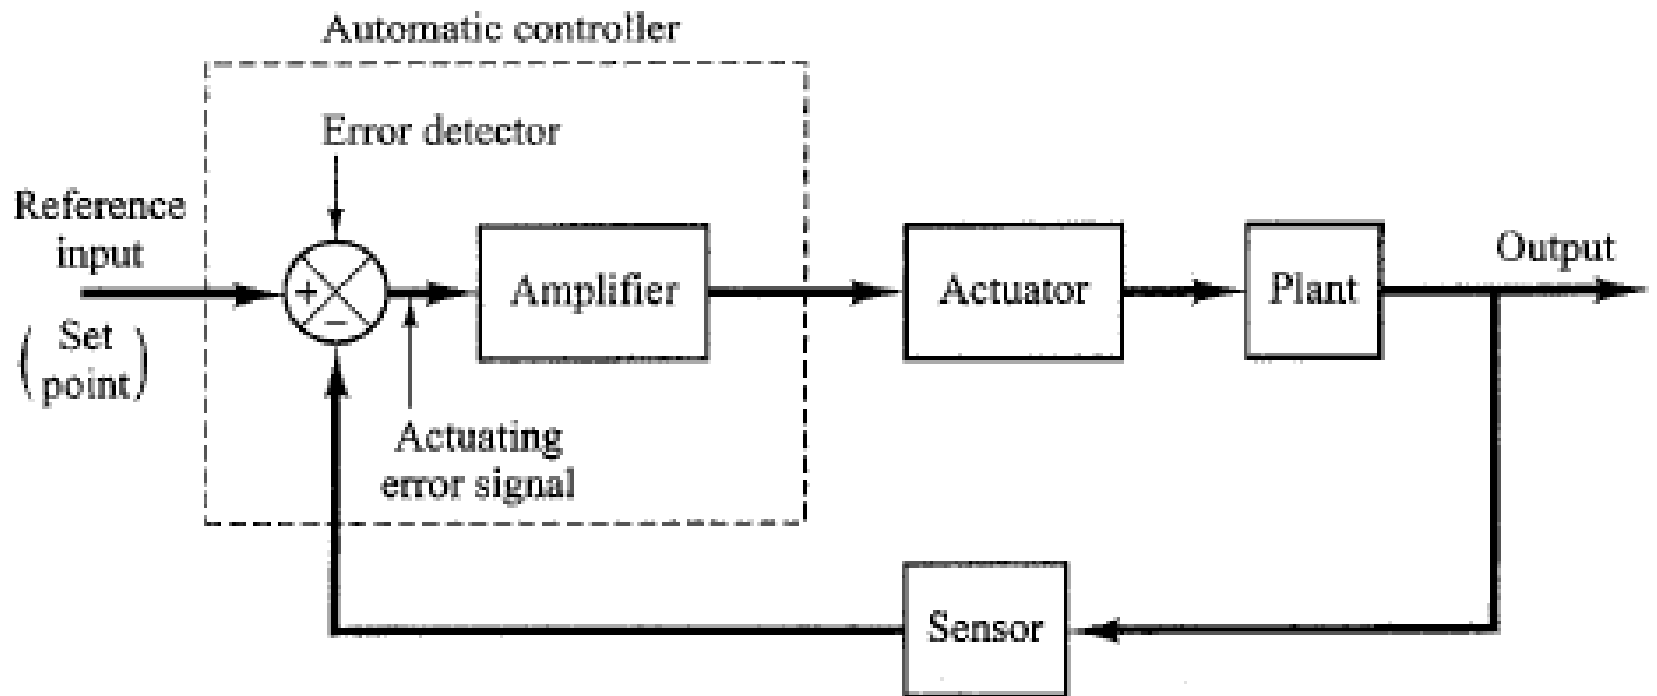 Automatic controller
Error detector
Reference
input
(Set
point)
+
−
Amplifier
Actuator
Plant
Output
Actuating
error signal
Sensor